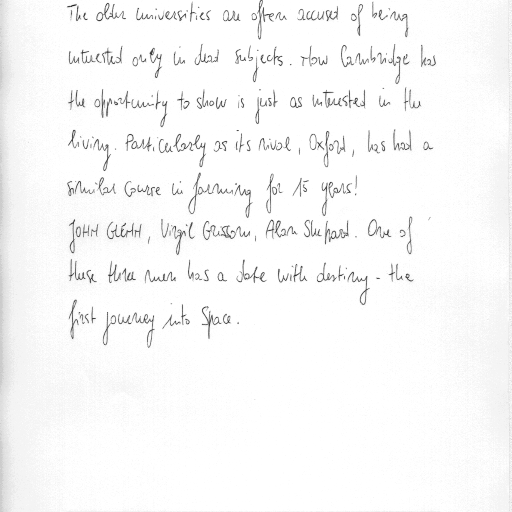 The older universities are often accused of being
interested only in dead subjects. How Cambridge has
the opportunity to show is just as interested in the
living. Particularly as its rival, Oxford, has had a
similar course in farming for 15 years!
JOHN GLENN, Virgil Grissom, Alan Shepard. One of
these three men has a date with destiny - the
first journey into Space.